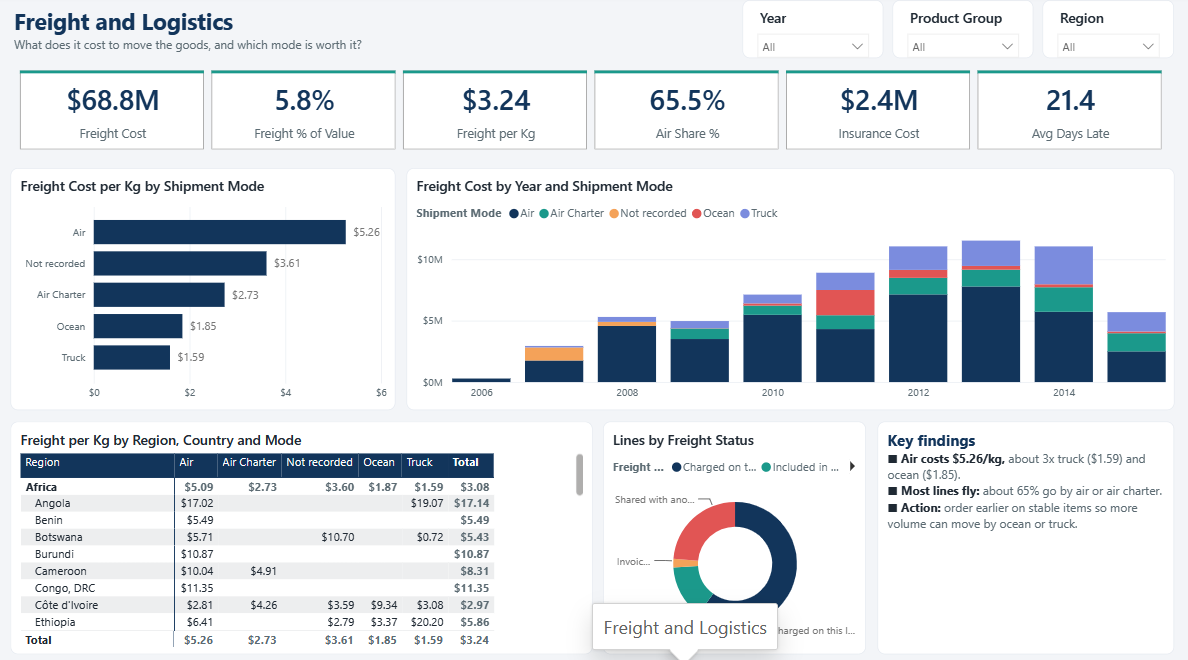 Freight and Logistics
What does it cost to move the goods, and which mode is worth it?
Year
All
Product Group
All
Region
All
$68.8M
Freight Cost
5.8%
Freight % of Value
$3.24
Freight per Kg
65.5%
Air Share %
$2.4M
Insurance Cost
21.4
Avg Days Late
Freight Cost per Kg by Shipment Mode
Air $5.26
Not recorded $3.61
Air Charter $2.73
Ocean $1.85
Truck $1.59
$0 $2 $4 $6
Freight Cost by Year and Shipment Mode
Shipment Mode Air Air Charter Not recorded Ocean Truck
$10M
$5M
$0M
2006 2008 2010 2012 2014
Freight per Kg by Region, Country and Mode
Region Air Air Charter Not recorded Ocean Truck Total
Africa $5.09 $2.73 $3.60 $1.87 $1.59 $3.08
Angola $17.02 $19.07 $17.14
Benin $5.49 $5.49
Botswana $5.71 $10.70 $0.72 $5.43
Burundi $10.87 $10.87
Cameroon $10.04 $4.91 $8.31
Congo, DRC $11.35 $11.35
Côte d'Ivoire $2.81 $4.26 $3.59 $9.34 $3.08 $2.97
Ethiopia $6.41 $2.79 $3.37 $20.20 $5.86
Total $5.26 $2.73 $3.61 $1.85 $1.59 $3.24
Lines by Freight Status
Freight ... Charged on t... Included in ...
Shared with ano...
Invoic...
harged on this l...
Freight and Logistics
Key findings
■ Air costs $5.26/kg, about 3x truck ($1.59) and
ocean ($1.85).
■ Most lines fly: about 65% go by air or air charter.
■ Action: order earlier on stable items so more
volume can move by ocean or truck.